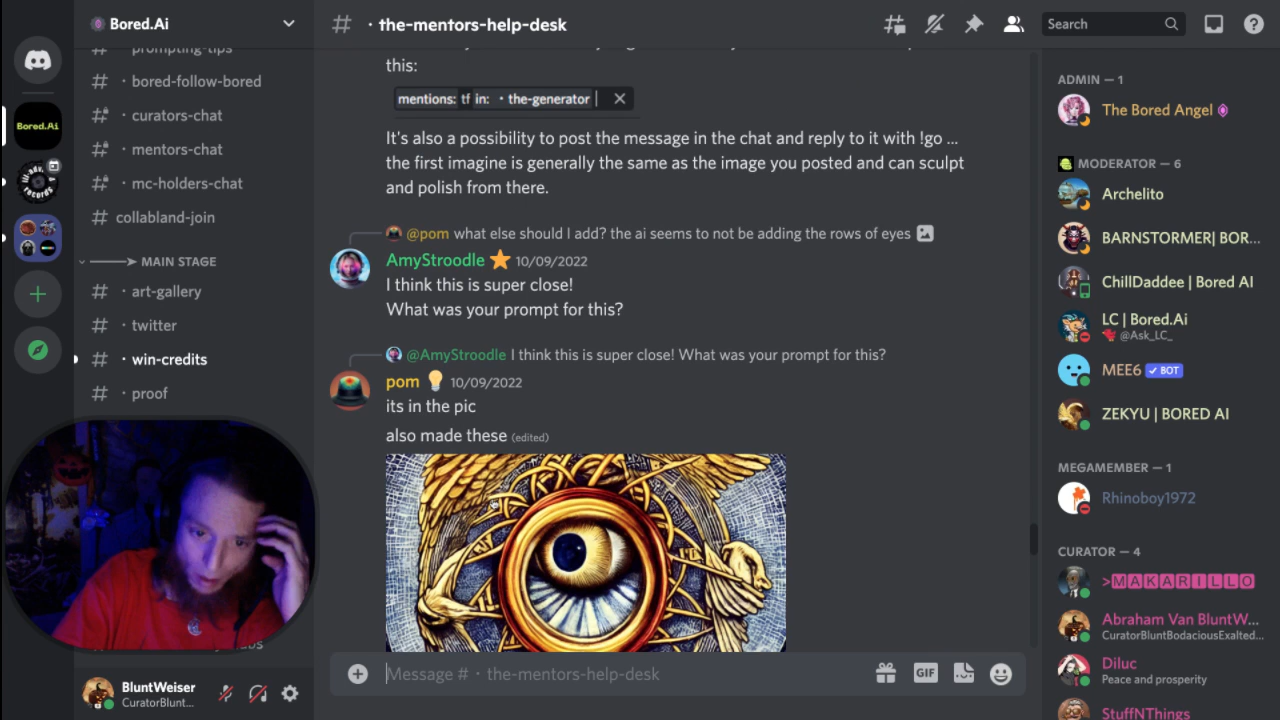 Bored.Ai
prompting-tips
bored-follow-bored
curators-chat
mentors-chat
mc-holders-chat
collabland-join
MAIN STAGE
art-gallery
twitter
win-credits
proof
BluntWeiser
CuratorBlunt...
Bored.Ai
the-mentors-help-desk
Search
this:
mentions: tf in: · the-generator
It's also a possibility to post the message in the chat and reply to it with !go ...
the first imagine is generally the same as the image you posted and can sculpt
and polish from there.
@pom what else should I add? the ai seems to not be adding the rows of eyes
AmyStroodle 10/09/2022
I think this is super close!
What was your prompt for this?
@AmyStroodle I think this is super close! What was your prompt for this?
pom 10/09/2022
its in the pic
also made these (edited)
Message # · the-mentors-help-desk
GIF
ADMIN — 1
The Bored Angel
MODERATOR — 6
Archelito
BARNSTORMER| BOR...
ChillDaddee | Bored AI
LC | Bored.Ai
@Ask_LC_
MEE6 ✓ BOT
ZEKYU | BORED AI
MEGAMEMBER — 1
Rhinoboy1972
CURATOR — 4
>MAKARILLO
Abraham Van BluntW...
CuratorBluntBodaciousExalted...
Diluc
Peace and prosperity
StuffNThings